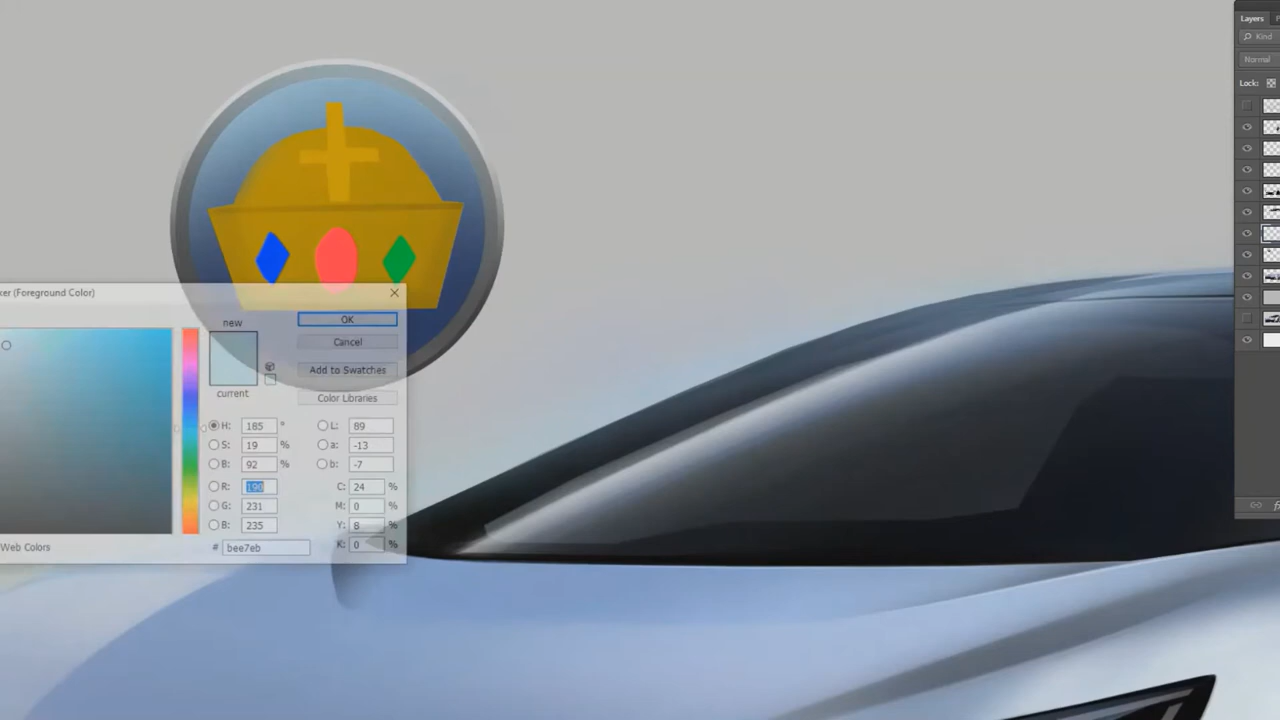 Layers
Kind
Normal
Lock:
ker (Foreground Color)
new
OK
Cancel
Add to Swatches
current
Color Libraries
H: 185 °
L: 89
S: 19 %
a: -13
B: 92 %
b: -7
R: 190
C: 24 %
G: 231
M: 0 %
B: 235
Y: 8 %
Web Colors
# bee7eb
K: 0 %